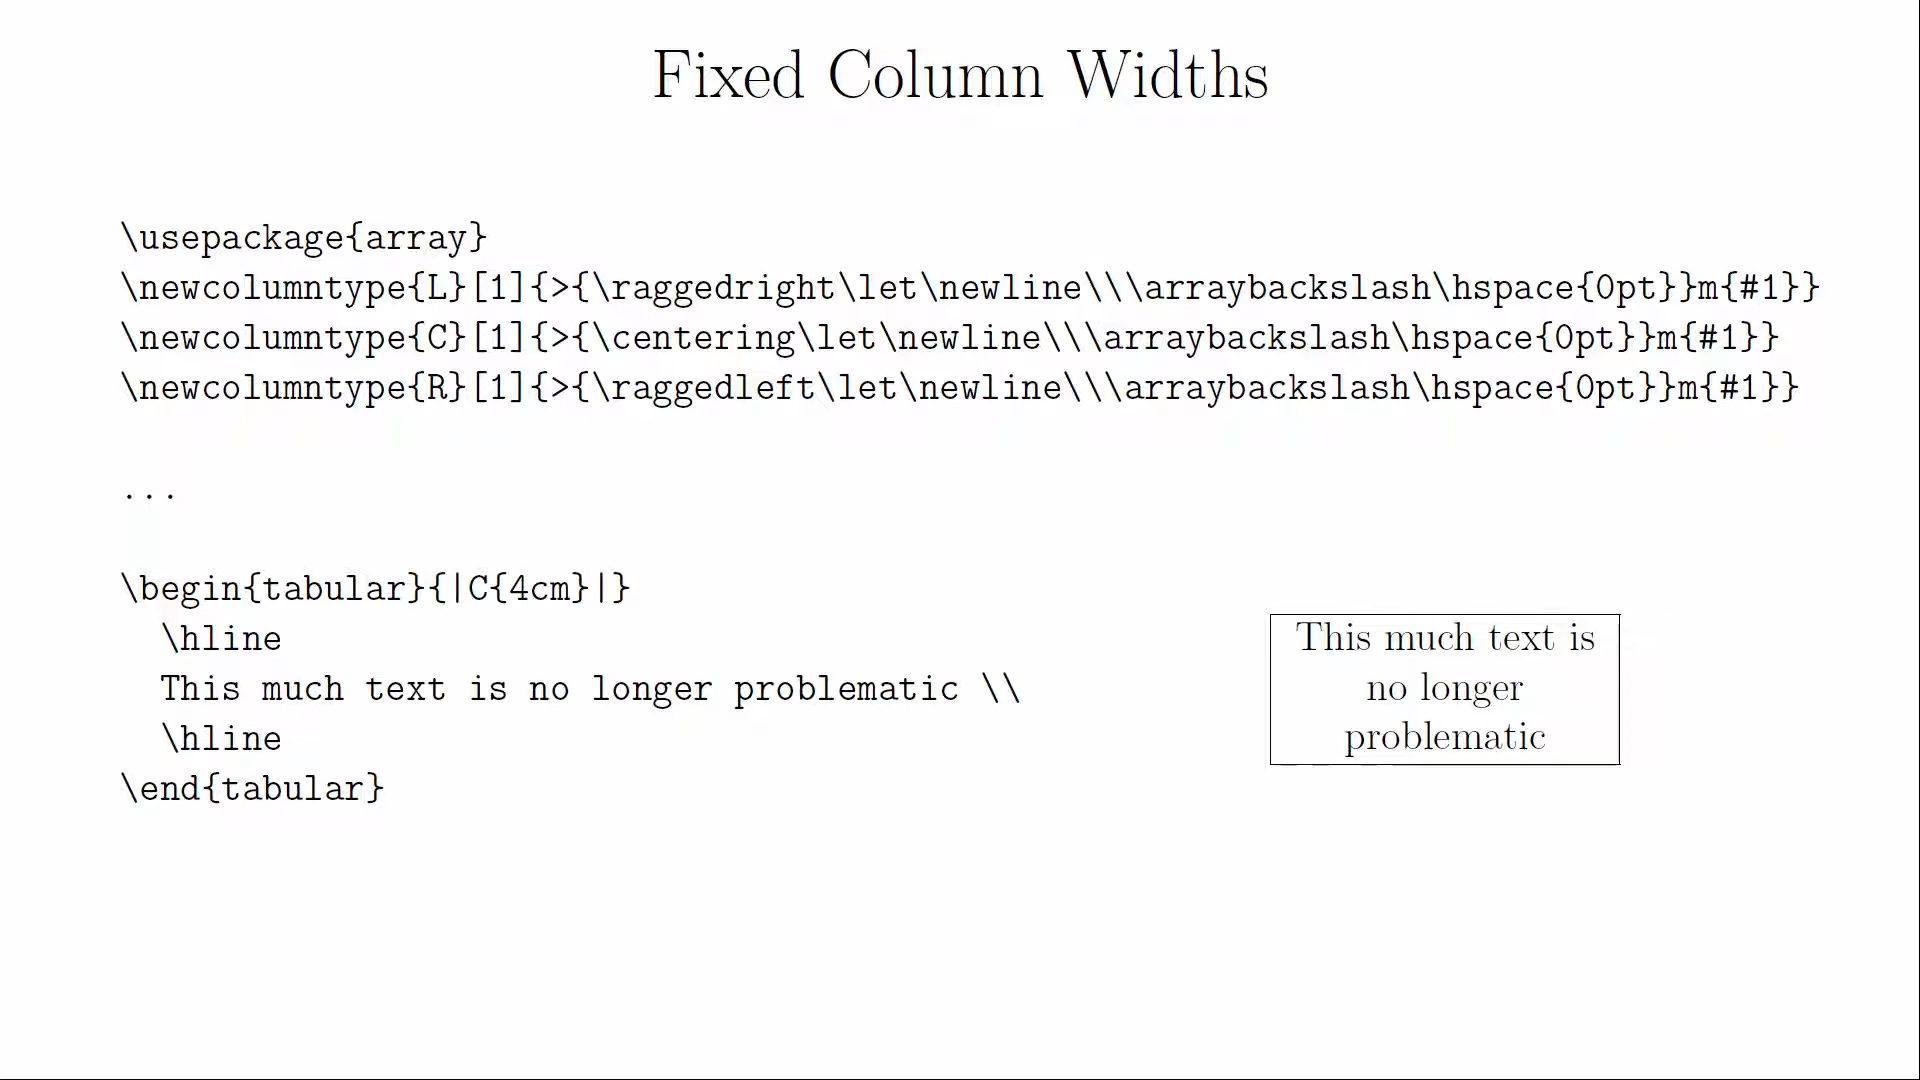 Fixed Column Widths
\usepackage{array}
\newcolumntype{L}[1]{>{\raggedright\let\newline\\\arraybackslash\hspace{0pt}}m{#1}}
\newcolumntype{C}[1]{>{\centering\let\newline\\\arraybackslash\hspace{0pt}}m{#1}}
\newcolumntype{R}[1]{>{\raggedleft\let\newline\\\arraybackslash\hspace{0pt}}m{#1}}
...
\begin{tabular}{|C{4cm}|}
\hline
This much text is no longer problematic \\
\hline
\end{tabular}
This much text is
no longer
problematic